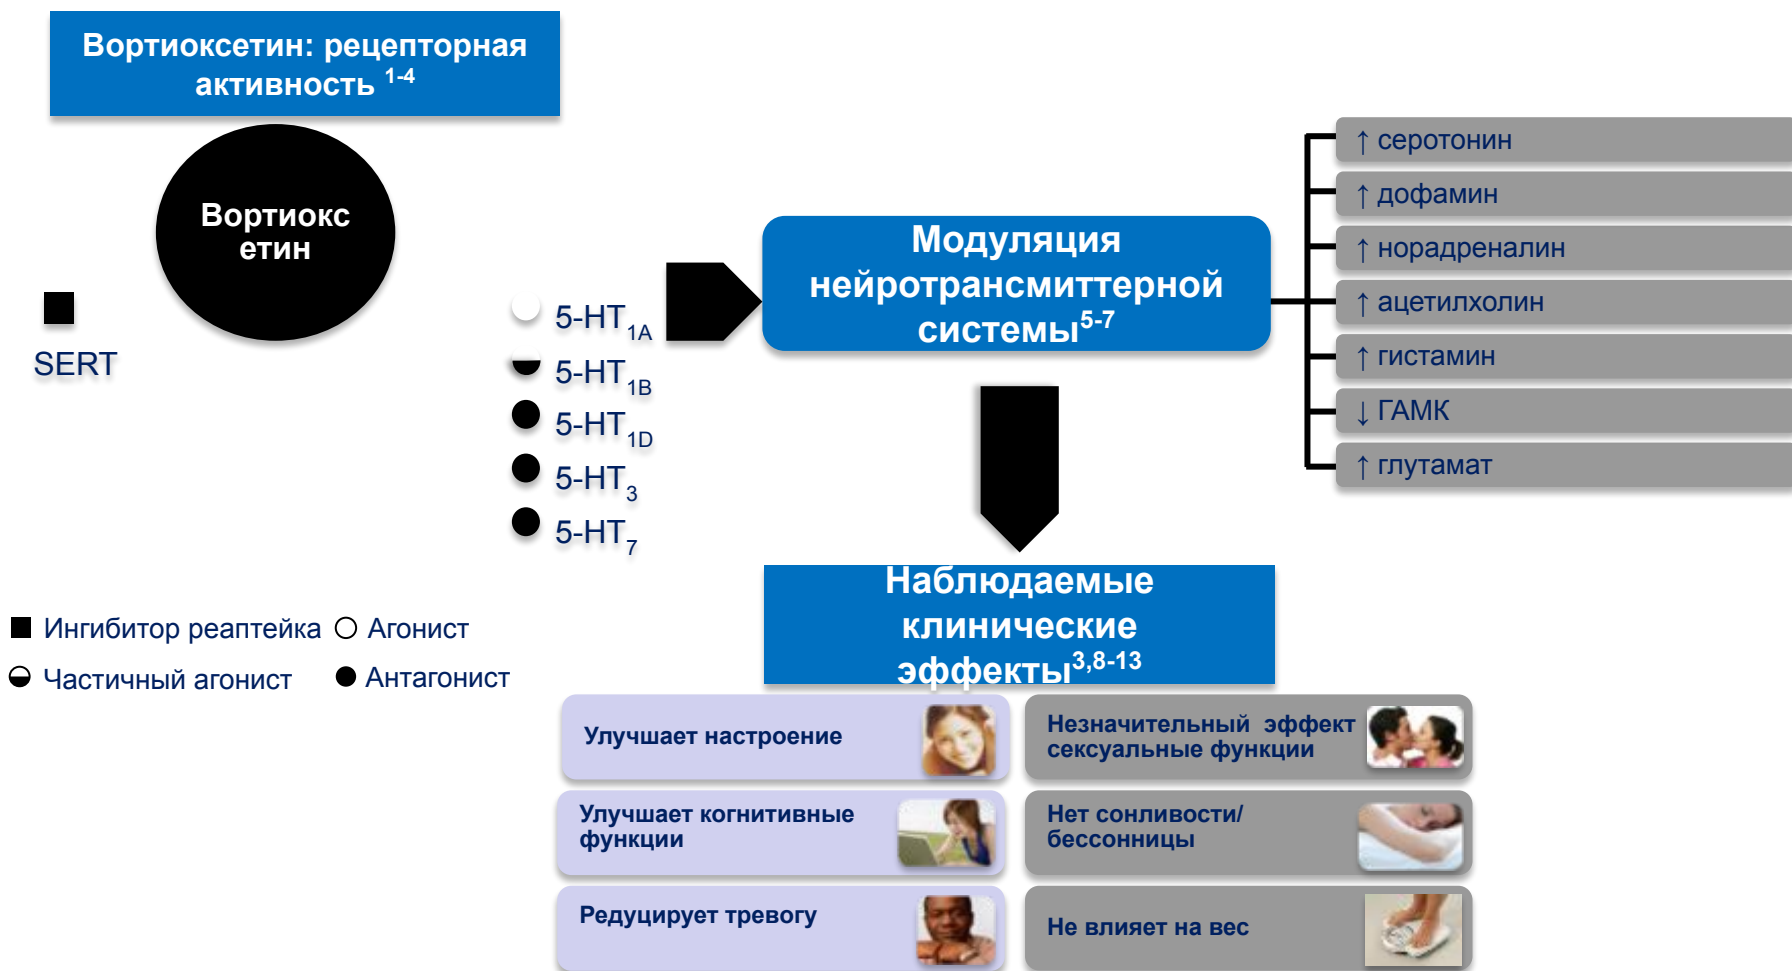 Вортиоксетин: рецепторная
активность 1-4
Вортиокс
етин
SERT
5-HT1A
5-HT1B
5-HT1D
5-HT3
5-HT7
Модуляция
нейротрансмиттерной
системы5-7
↑ серотонин
↑ дофамин
↑ норадреналин
↑ ацетилхолин
↑ гистамин
↓ ГАМК
↑ глутамат
Ингибитор реаптейка
Агонист
Частичный агонист
Антагонист
Наблюдаемые
клинические
эффекты3,8-13
Улучшает настроение
Улучшает когнитивные
функции
Редуцирует тревогу
Незначительный эффект
сексуальные функции
Нет сонливости/
бессонницы
Не влияет на вес